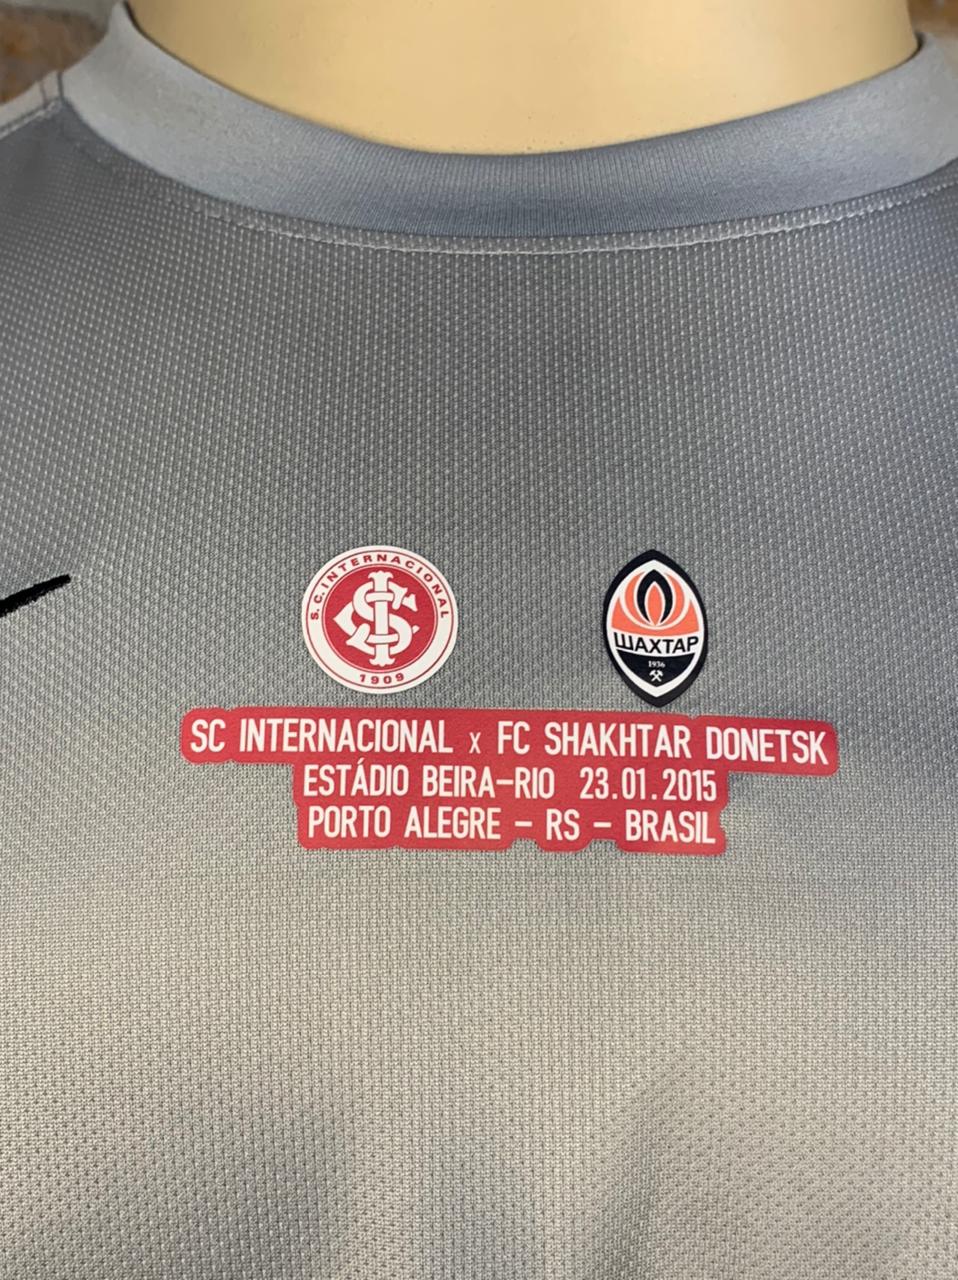 S.C. INTERNACIONAL
1909
ШАХТАР
1936
SC INTERNACIONAL x FC SHAKHTAR DONETSK
ESTÁDIO BEIRA-RIO 23.01.2015
PORTO ALEGRE - RS - BRASIL